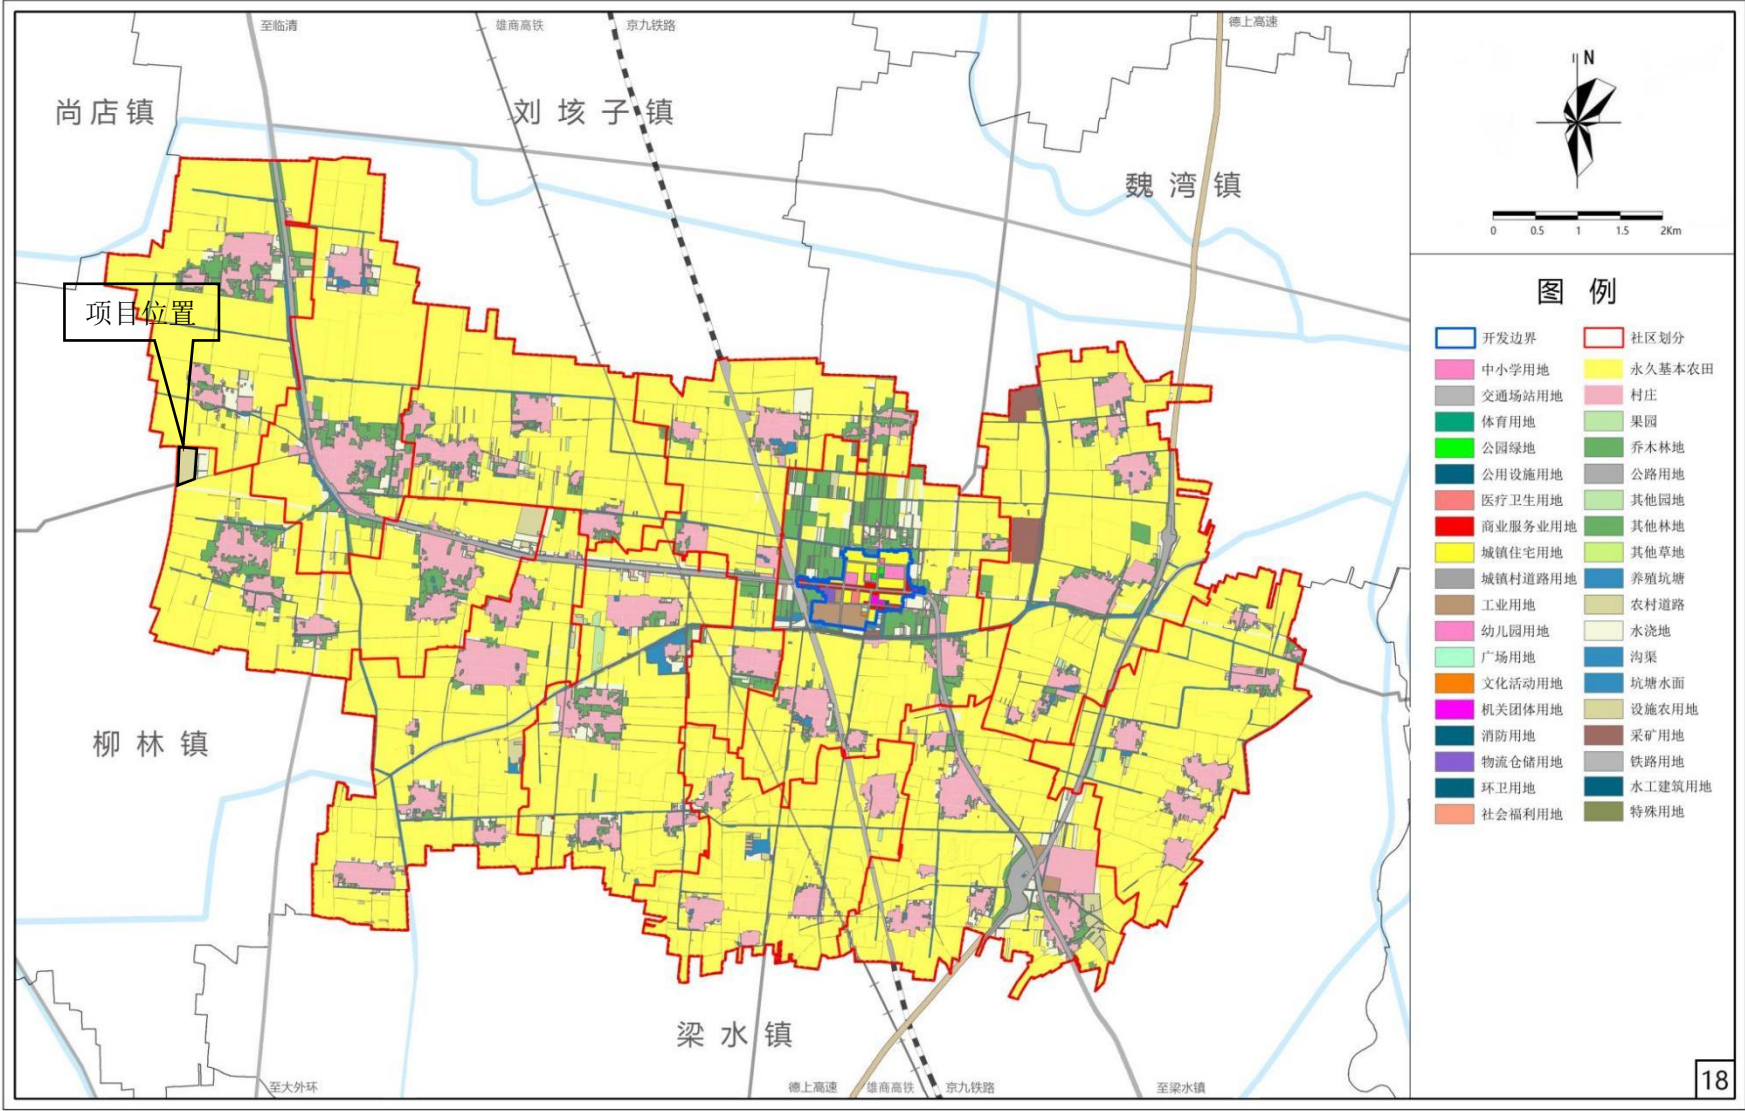 至临清
雄商高铁
京九铁路
德上高速
尚店镇
刘垓子镇
魏湾镇
项目位置
柳林镇
梁水镇
至大外环
德上高速
雄商高铁
京九铁路
至梁水镇
N
0 0.5 1 1.5 2Km
图例
开发边界
社区划分
中小学用地
永久基本农田
交通场站用地
村庄
体育用地
果园
公园绿地
乔木林地
公用设施用地
公路用地
医疗卫生用地
其他园地
商业服务业用地
其他林地
城镇住宅用地
其他草地
城镇村道路用地
养殖坑塘
工业用地
农村道路
幼儿园用地
水浇地
广场用地
沟渠
文化活动用地
坑塘水面
机关团体用地
设施农用地
消防用地
采矿用地
物流仓储用地
铁路用地
环卫用地
水工建筑用地
社会福利用地
特殊用地
18